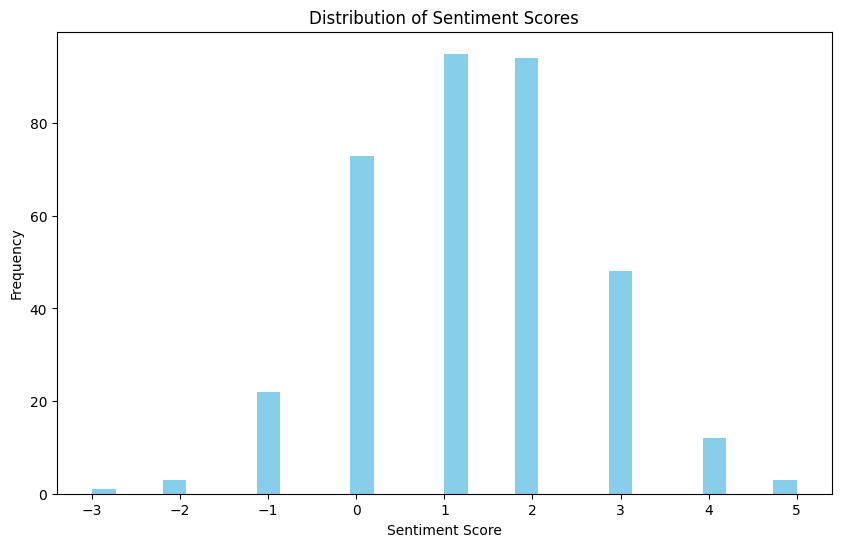 Distribution of Sentiment Scores
Frequency
80
60
40
20
0
−3 −2 −1 0 1 2 3 4 5
Sentiment Score